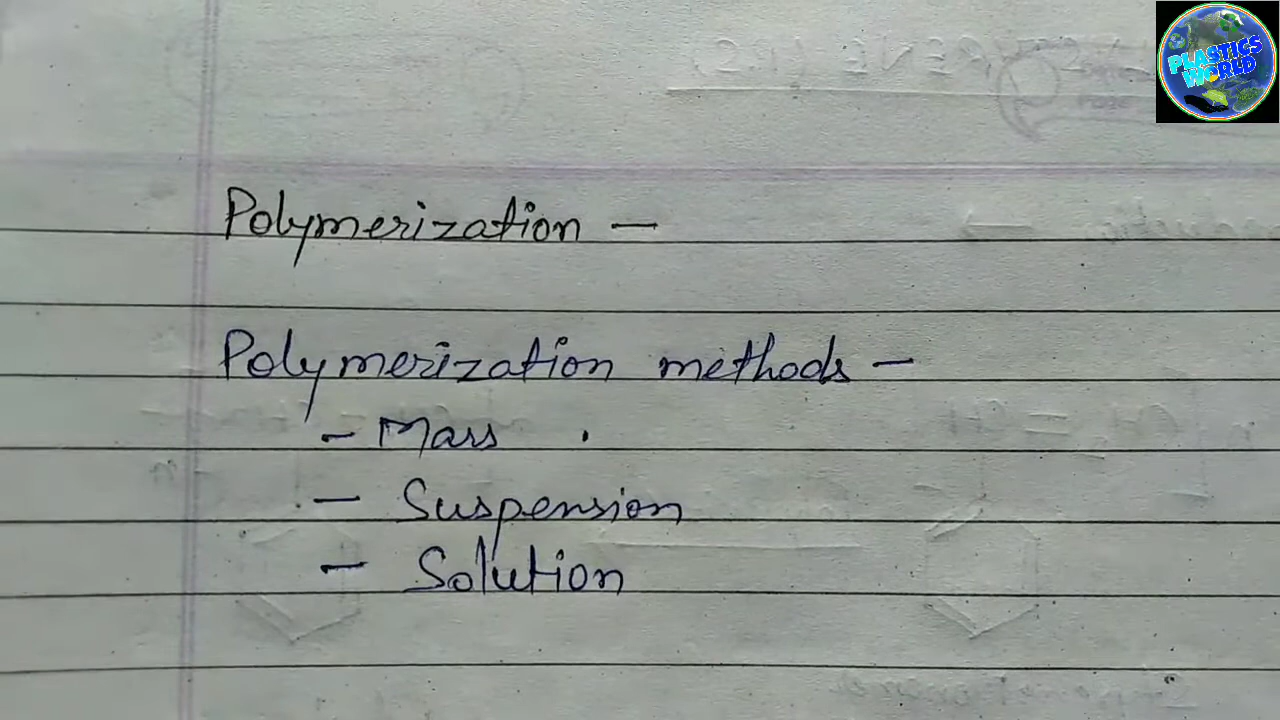 PLASTICS
WORLD
Polymerization —
Polymerization methods —
— Mass .
— Suspension
— Solution